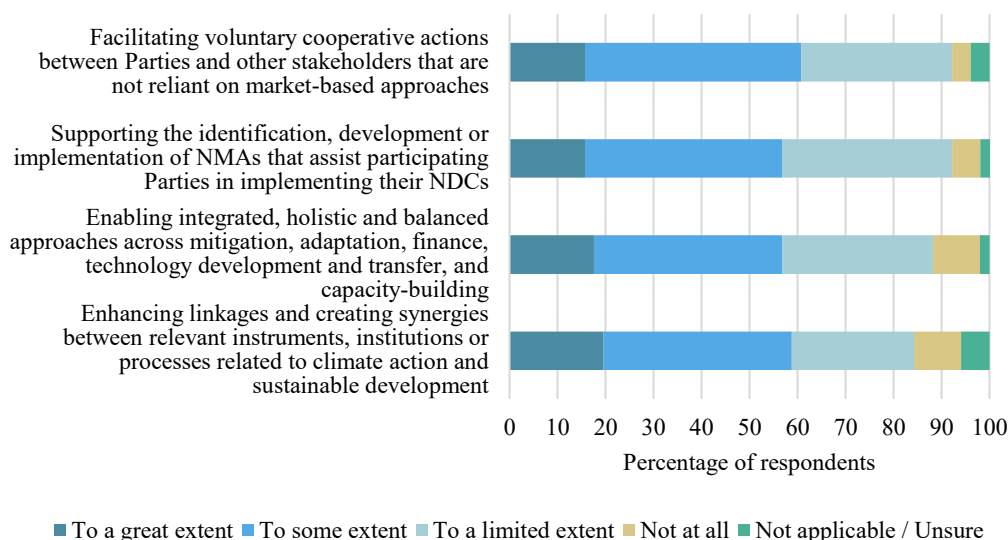 Facilitating voluntary cooperative actions
between Parties and other stakeholders that are
not reliant on market-based approaches
Supporting the identification, development or
implementation of NMAs that assist participating
Parties in implementing their NDCs
Enabling integrated, holistic and balanced
approaches across mitigation, adaptation, finance,
technology development and transfer, and
capacity-building
Enhancing linkages and creating synergies
between relevant instruments, institutions or
processes related to climate action and
sustainable development
0 10 20 30 40 50 60 70 80 90 100
Percentage of respondents
To a great extent To some extent To a limited extent Not at all Not applicable / Unsure